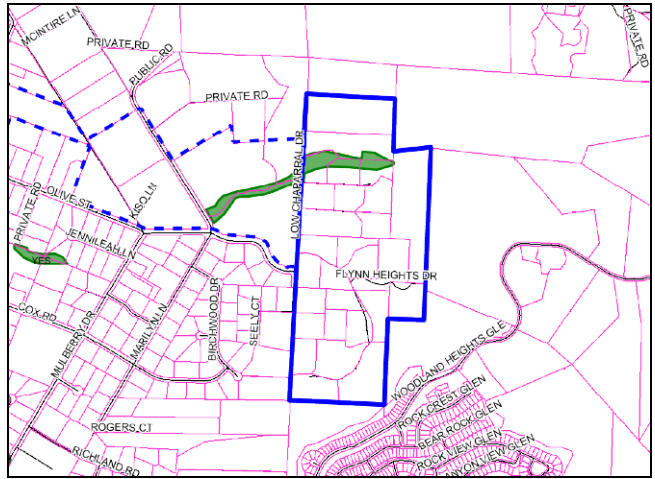 MCINTIRE LN
PRIVATE RD
PUBLIC RD
PRIVATE RD
PRIVATE RD
LOW CHAPARRAL DR
PRIVATE RD
OLIVE ST
KISO LN
JENNILEAH LN
YES
FLYNN HEIGHTS DR
COX RD
MULBERRY DR
MARILYN LN
BIRCHWOOD DR
SEELY CT
WOODLAND HEIGHTS GLE
ROCK CREST GLEN
BEAR ROCK GLEN
ROCK VIEW GLEN
ANYON VIEW GLEN
ROGERS CT
RICHLAND RD